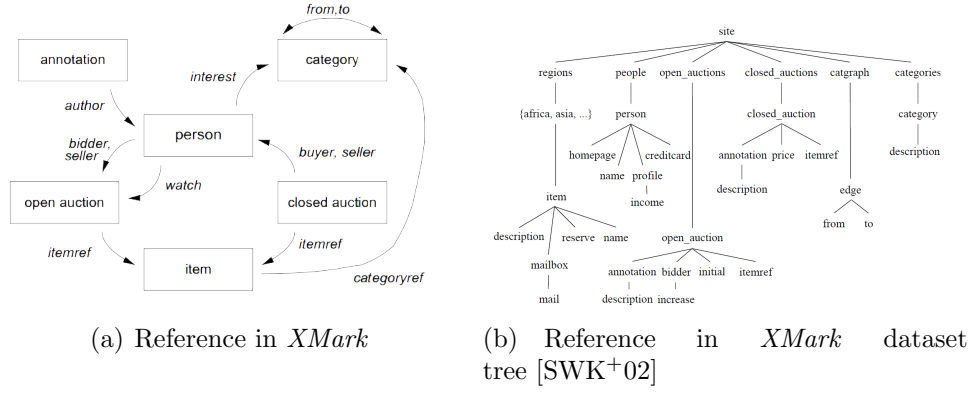 from,to
annotation
category
interest
author
person
bidder,
seller
buyer, seller
watch
open auction
closed auction
itemref
itemref
item
categoryref
(a) Reference in XMark
site
regions people open_auctions closed_auctions catgraph categories
{africa, asia, ...} person closed_auction category
homepage creditcard annotation price itemref description
name profile
description
income
item edge
from to
description reserve name open_auction
mailbox
annotation bidder initial itemref
mail description increase
(b) Reference in XMark dataset
tree [SWK+02]